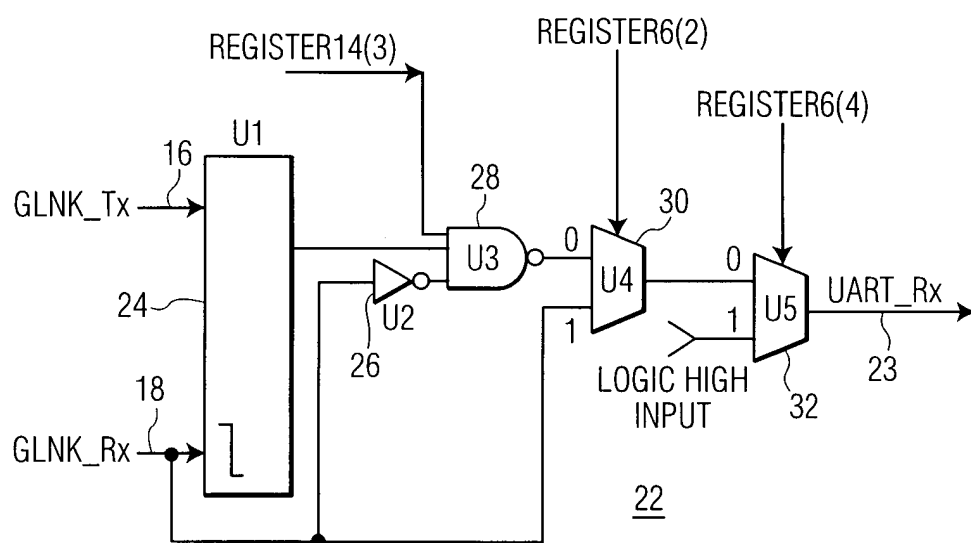 REGISTER6(2)
REGISTER14(3)
REGISTER6(4)
U1
16
GLNK_Tx
28
30
0
U3
U4
0
24
U2
U5
UART_Rx
1
1
26
23
LOGIC HIGH
INPUT
32
18
GLNK_Rx
22